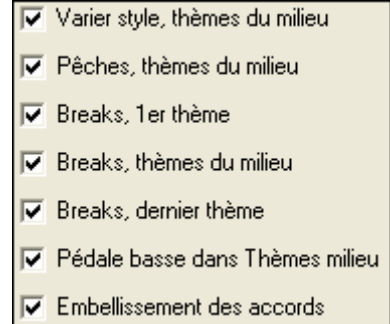 Varier style, thèmes du milieu
Pêches, thèmes du milieu
Breaks, 1er thème
Breaks, thèmes du milieu
Breaks, dernier thème
Pédale basse dans Thèmes milieu
Embellissement des accords